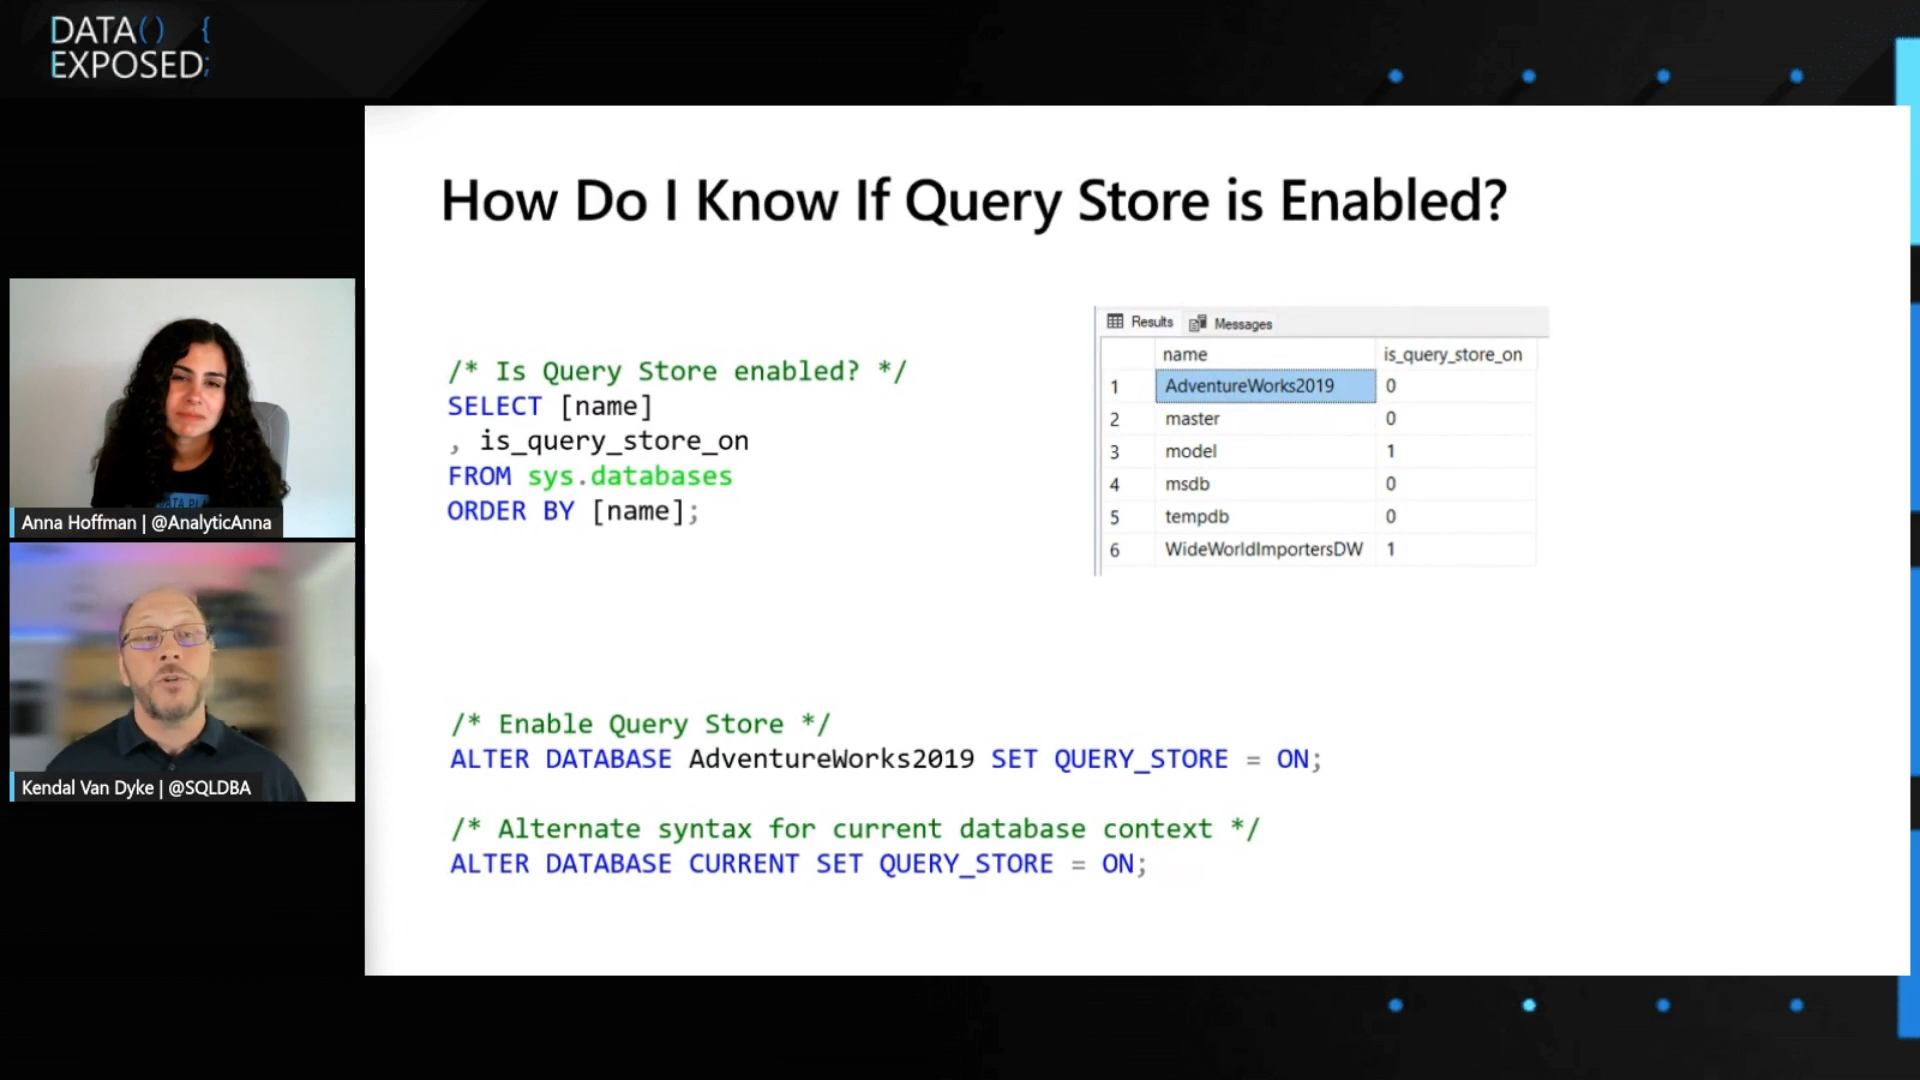 DATA() {
EXPOSED;
How Do I Know If Query Store is Enabled?
/* Is Query Store enabled? */
SELECT [name]
, is_query_store_on
FROM sys.databases
ORDER BY [name];
Results Messages
name is_query_store_on
1 AdventureWorks2019 0
2 master 0
3 model 1
4 msdb 0
5 tempdb 0
6 WideWorldImportersDW 1
DATA PL
Anna Hoffman | @AnalyticAnna
Kendal Van Dyke | @SQLDBA
/* Enable Query Store */
ALTER DATABASE AdventureWorks2019 SET QUERY_STORE = ON;
/* Alternate syntax for current database context */
ALTER DATABASE CURRENT SET QUERY_STORE = ON;